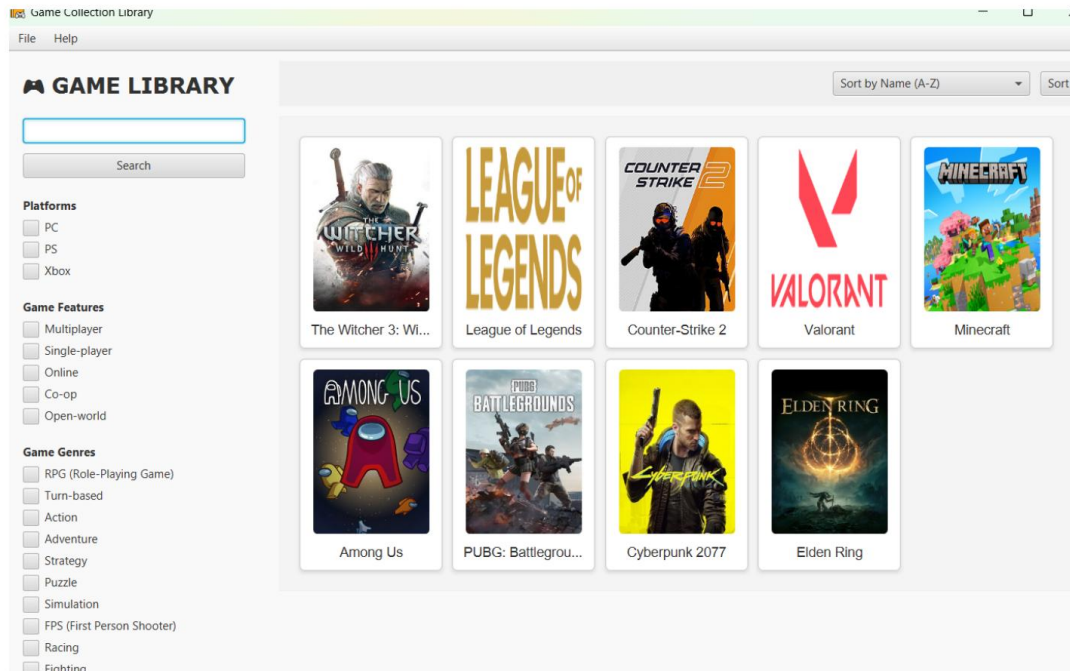 Game Collection Library
File Help
GAME LIBRARY
Sort by Name (A-Z)
Sort
Search
Platforms
PC
PS
Xbox
Game Features
Multiplayer
Single-player
Online
Co-op
Open-world
Game Genres
RPG (Role-Playing Game)
Turn-based
Action
Adventure
Strategy
Puzzle
Simulation
FPS (First Person Shooter)
Racing
Fighting
THE
WITCHER
WILD HUNT
The Witcher 3: Wi...
LEAGUE OF
LEGENDS
League of Legends
COUNTER
STRIKE 2
Counter-Strike 2
VALORANT
Valorant
MINECRAFT
Minecraft
AMONG US
Among Us
PUBG
BATTLEGROUNDS
PUBG: Battlegrou...
CYBERPUNK
Cyberpunk 2077
ELDEN RING
Elden Ring